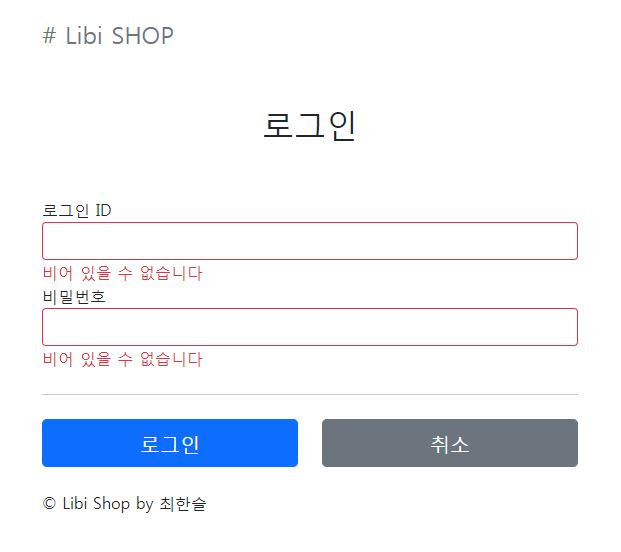 # Libi SHOP
로그인
로그인 ID
비어 있을 수 없습니다
비밀번호
비어 있을 수 없습니다
로그인 취소
© Libi Shop by 최한슬